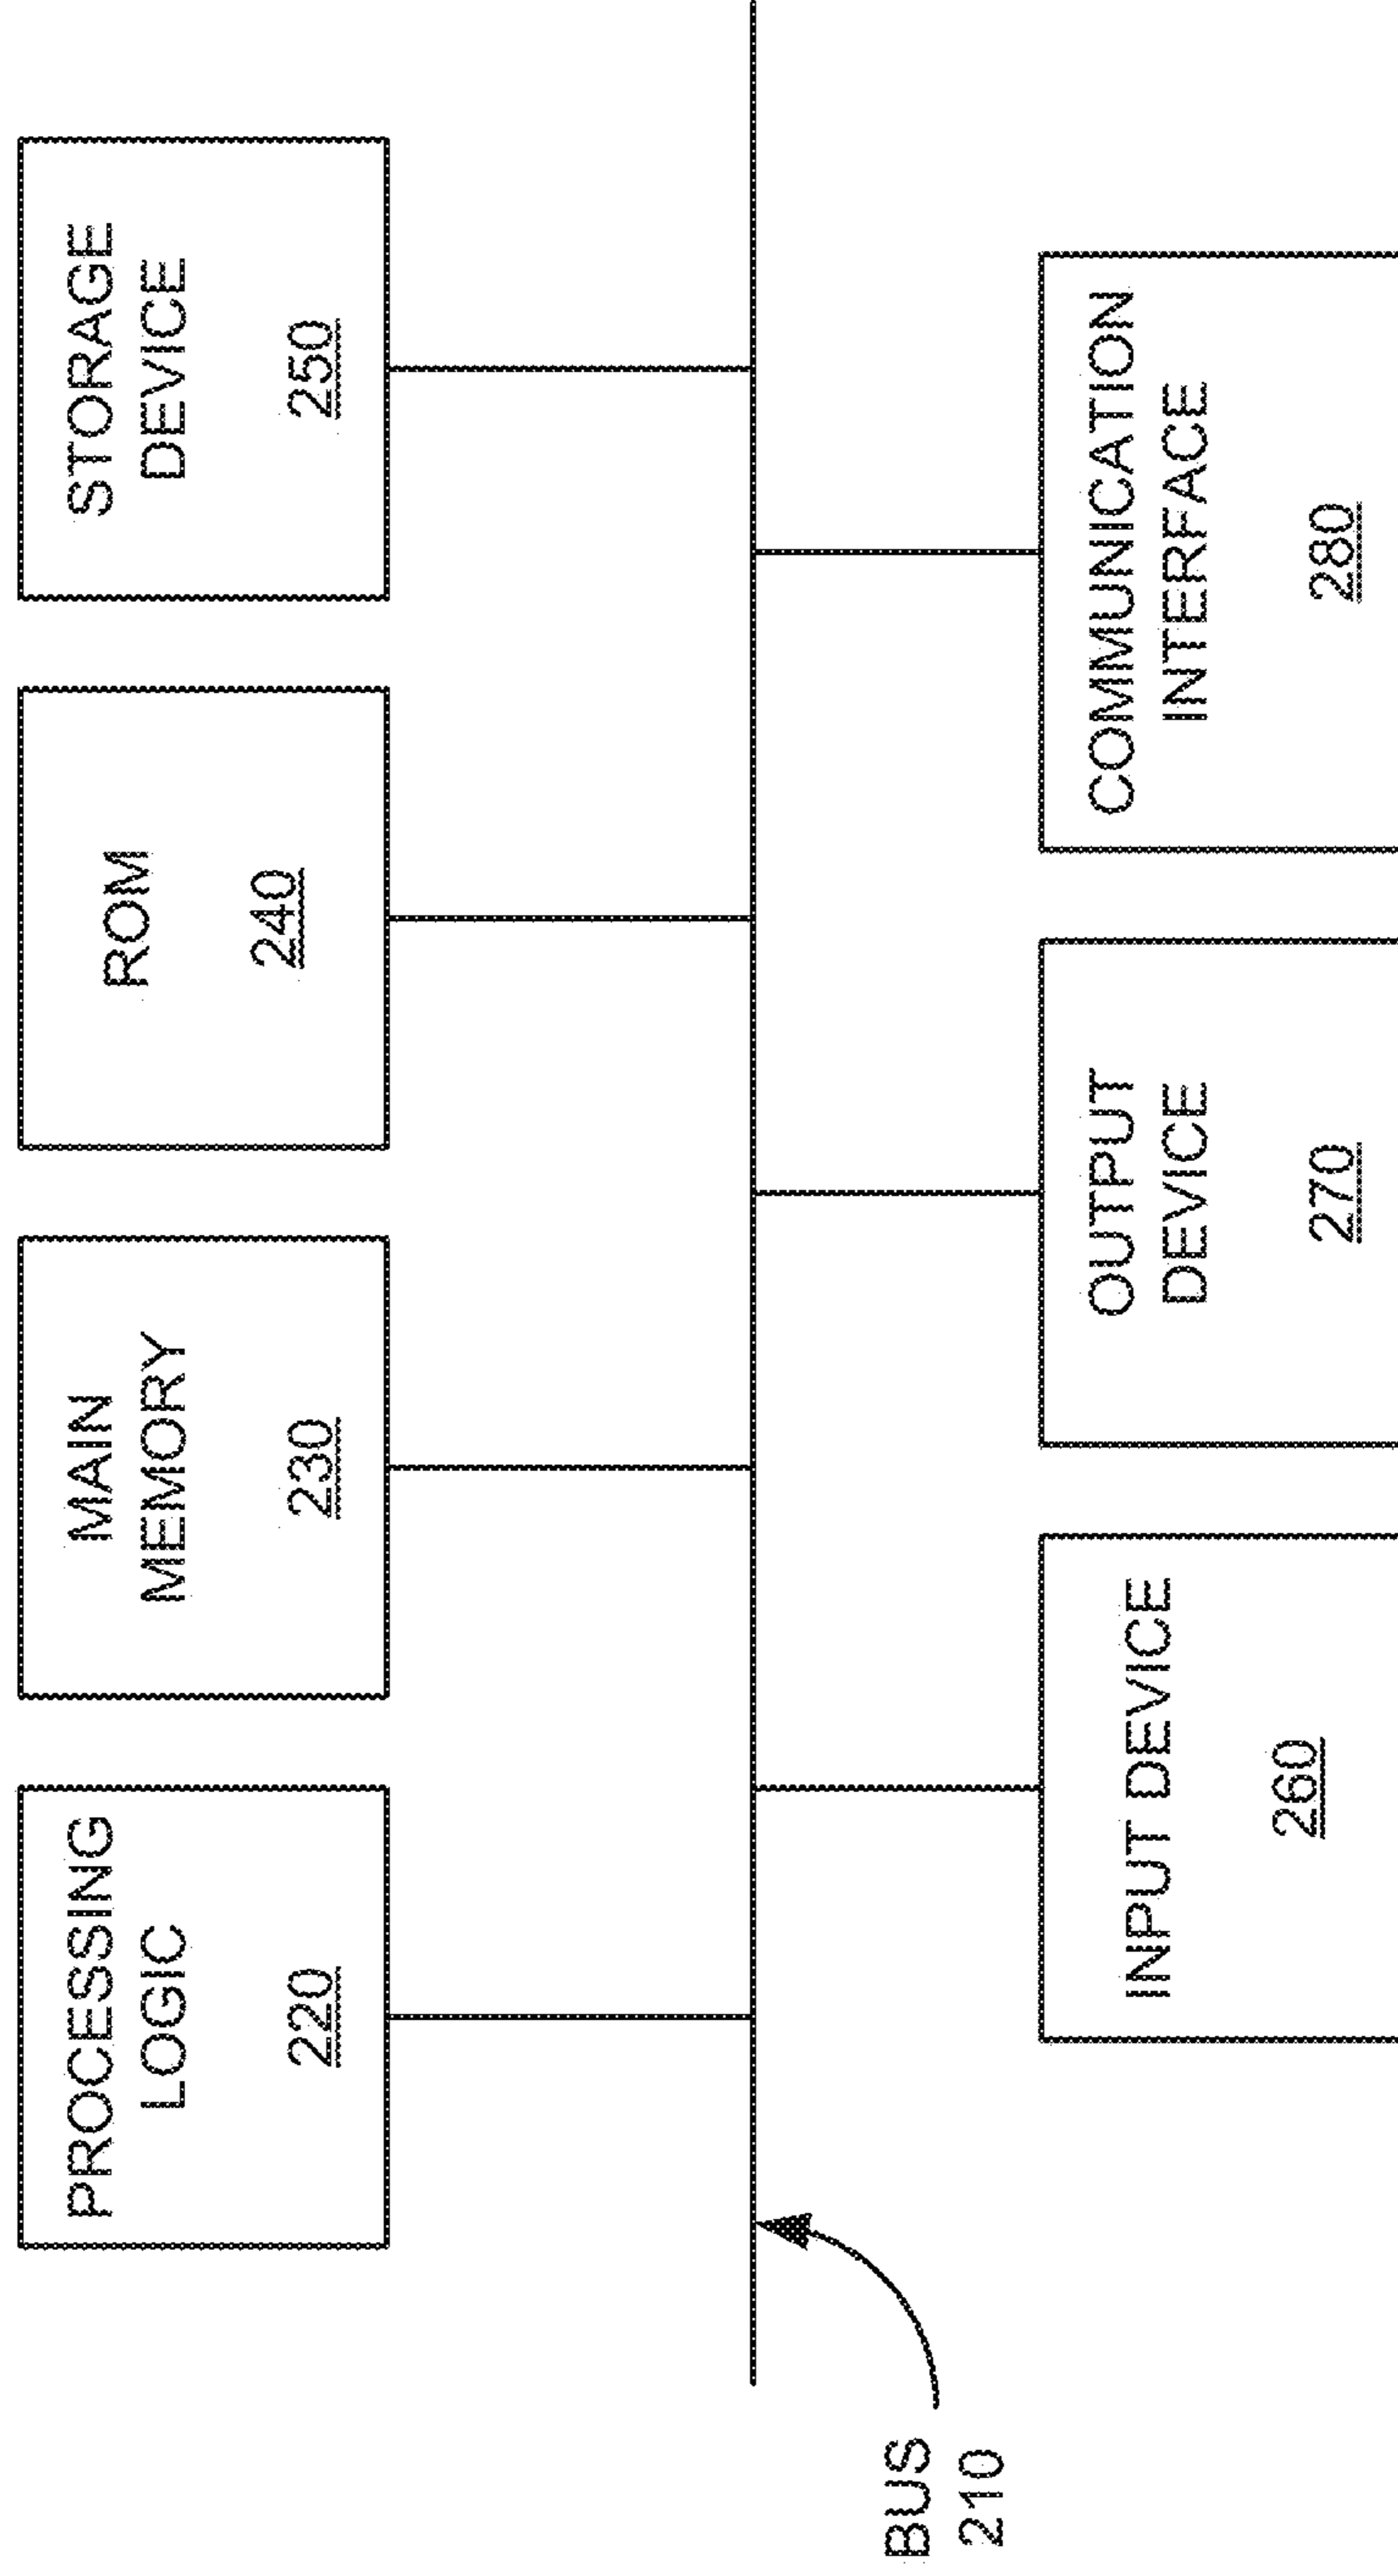 PROCESSING
LOGIC
220
MAIN
MEMORY
230
ROM
240
STORAGE
DEVICE
250
BUS
210
INPUT DEVICE
260
OUTPUT
DEVICE
270
COMMUNICATION
INTERFACE
280